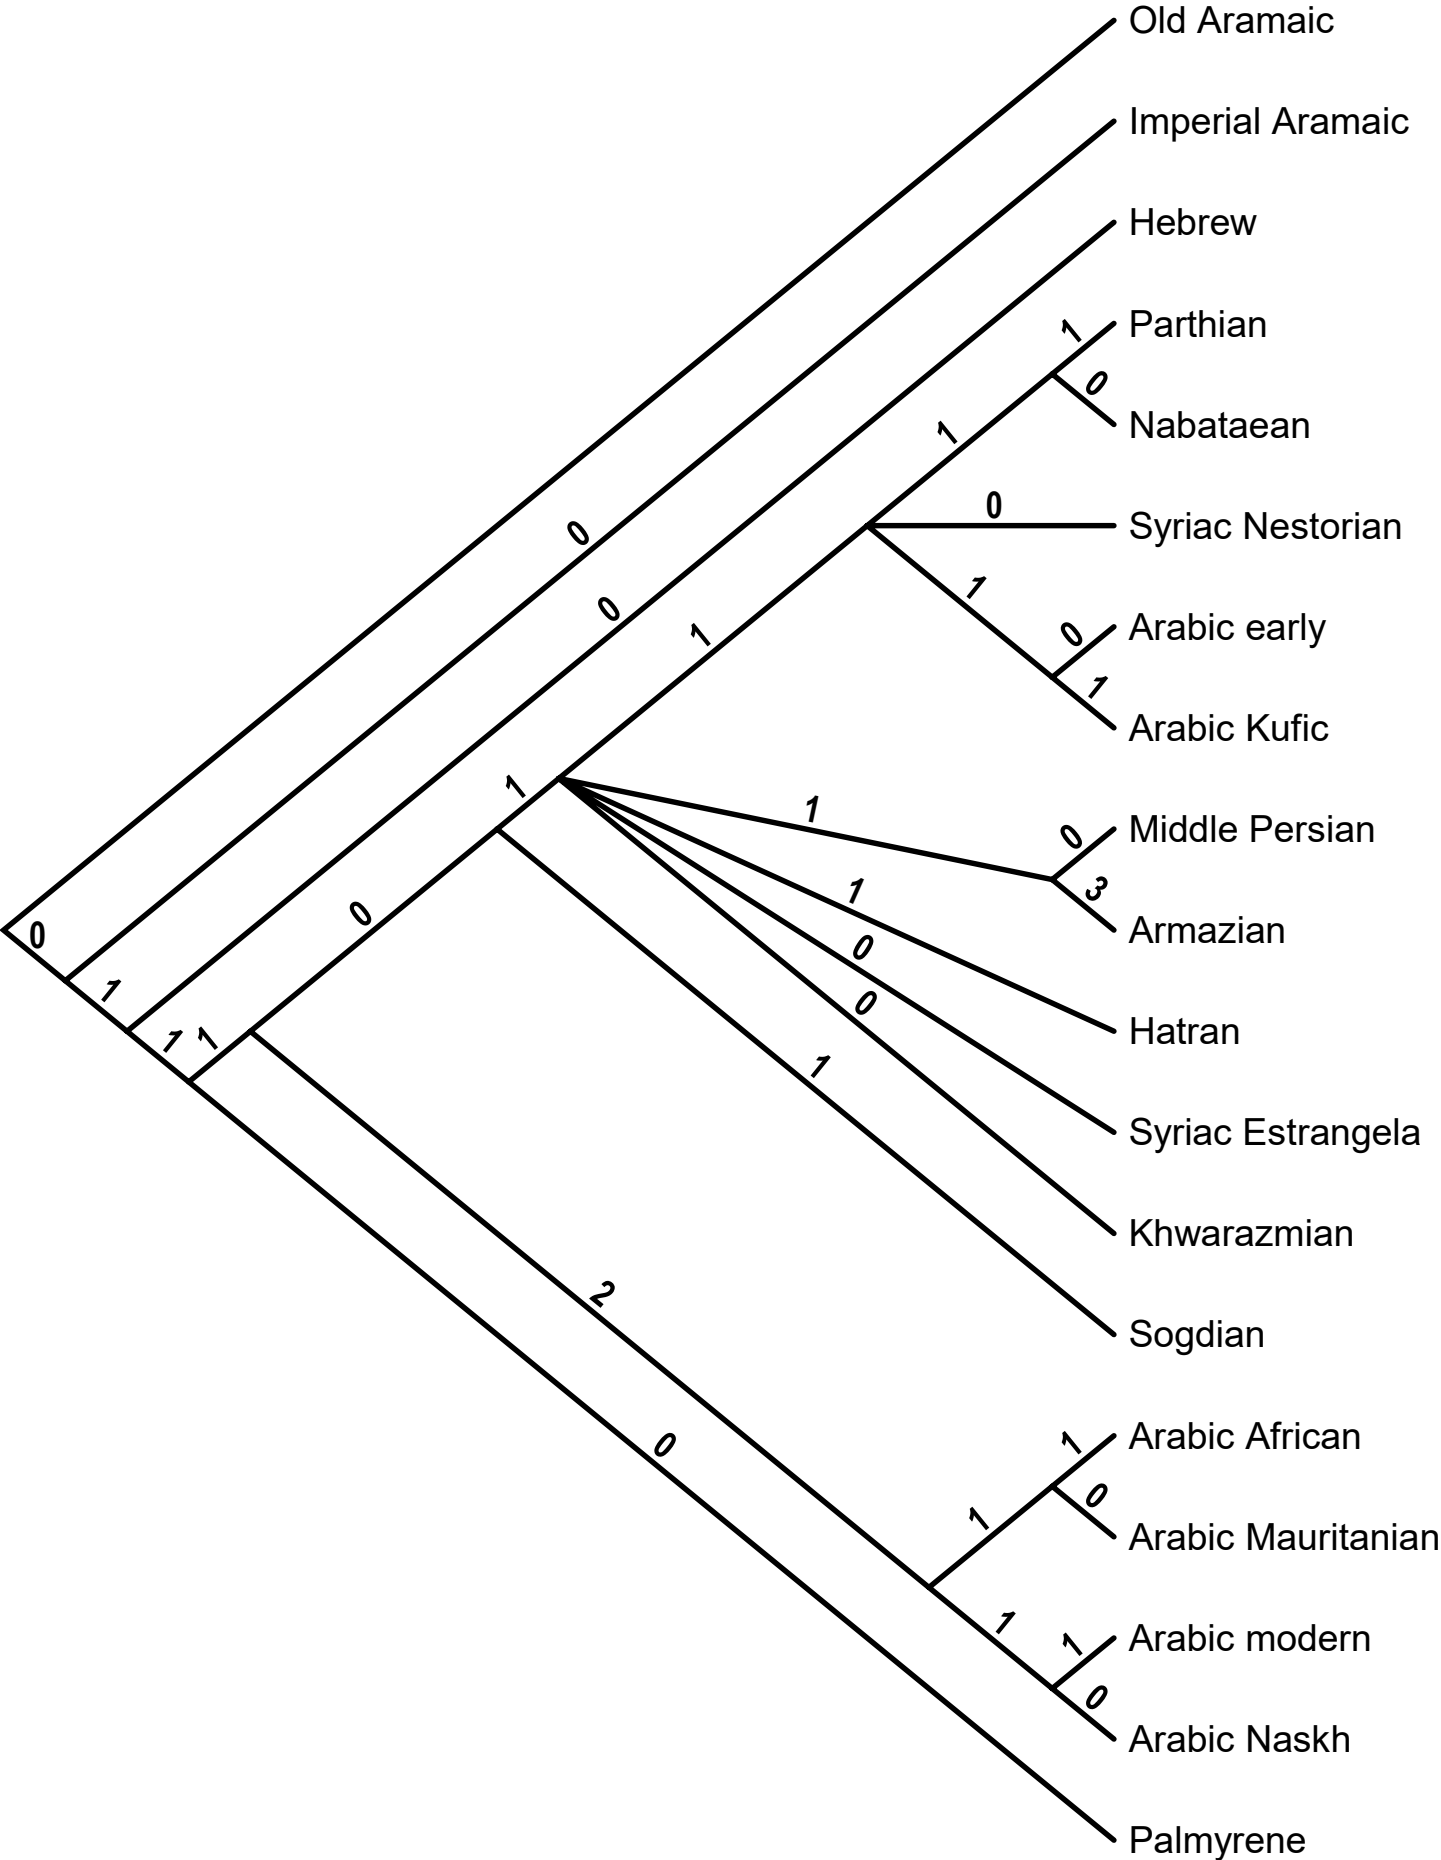 Old Aramaic
Imperial Aramaic
Hebrew
1
Parthian
0
Nabataean
1
0
Syriac Nestorian
0
1
0
Arabic early
1
1
Arabic Kufic
0
1
1
0
Middle Persian
3
Armazian
1
0
0
0
0
Hatran
1
1
1
1
Syriac Estrangela
Khwarazmian
2
Sogdian
0
1
Arabic African
0
1
Arabic Mauritanian
1
1
Arabic modern
0
Arabic Naskh
Palmyrene